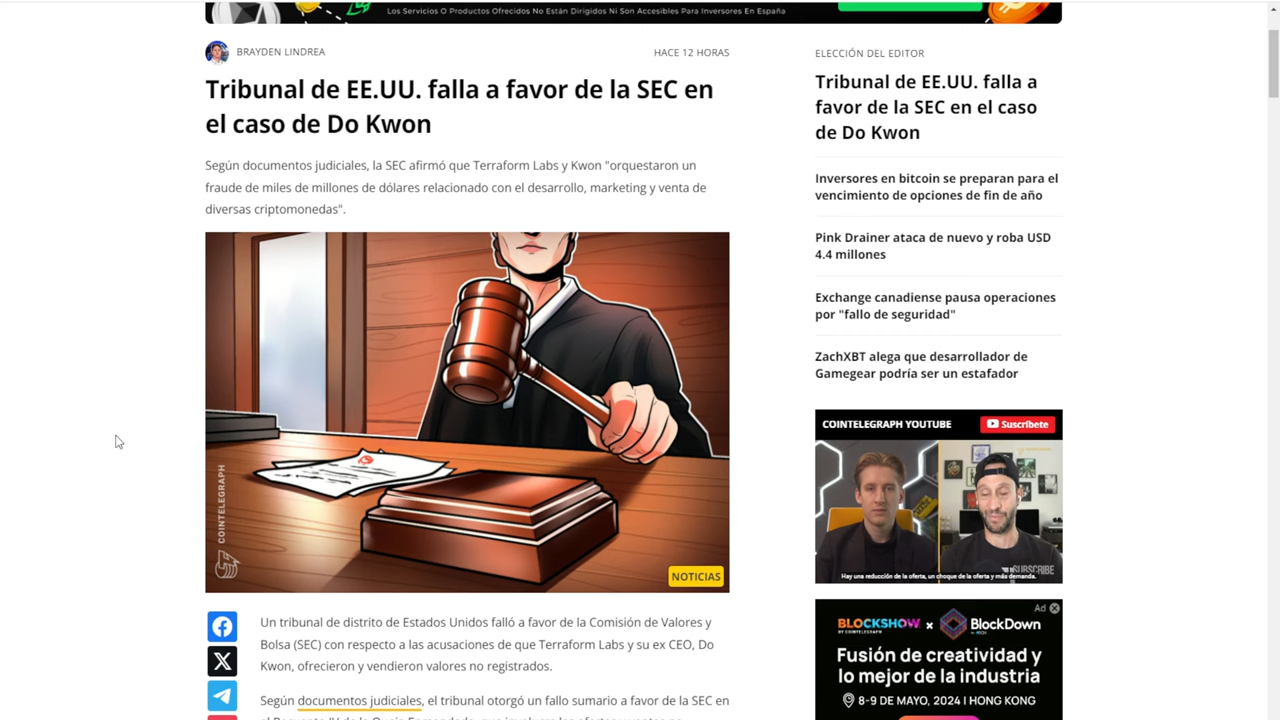 Los Servicios O Productos Ofrecidos No Están Dirigidos Ni Son Accesibles Para Inversores En España
BRAYDEN LINDREA
HACE 12 HORAS
Tribunal de EE.UU. falla a favor de la SEC en
el caso de Do Kwon
Según documentos judiciales, la SEC afirmó que Terraform Labs y Kwon "orquestaron un
fraude de miles de millones de dólares relacionado con el desarrollo, marketing y venta de
diversas criptomonedas".
COINTELEGRAPH
NOTICIAS
Un tribunal de distrito de Estados Unidos falló a favor de la Comisión de Valores y
Bolsa (SEC) con respecto a las acusaciones de que Terraform Labs y su ex CEO, Do
Kwon, ofrecieron y vendieron valores no registrados.
Según documentos judiciales, el tribunal otorgó un fallo sumario a favor de la SEC en
ELECCIÓN DEL EDITOR
Tribunal de EE.UU. falla a
favor de la SEC en el caso
de Do Kwon
Inversores en bitcoin se preparan para el
vencimiento de opciones de fin de año
Pink Drainer ataca de nuevo y roba USD
4.4 millones
Exchange canadiense pausa operaciones
por "fallo de seguridad"
ZachXBT alega que desarrollador de
Gamegear podría ser un estafador
COINTELEGRAPH YOUTUBE
Suscríbete
SUBSCRIBE
Hay una reducción de la oferta, un choque de la oferta y más demanda.
Ad
BLOCKSHOW x BlockDown
BY COINTELEGRAPH
Fusión de creatividad y
lo mejor de la industria
8-9 DE MAYO, 2024 | HONG KONG